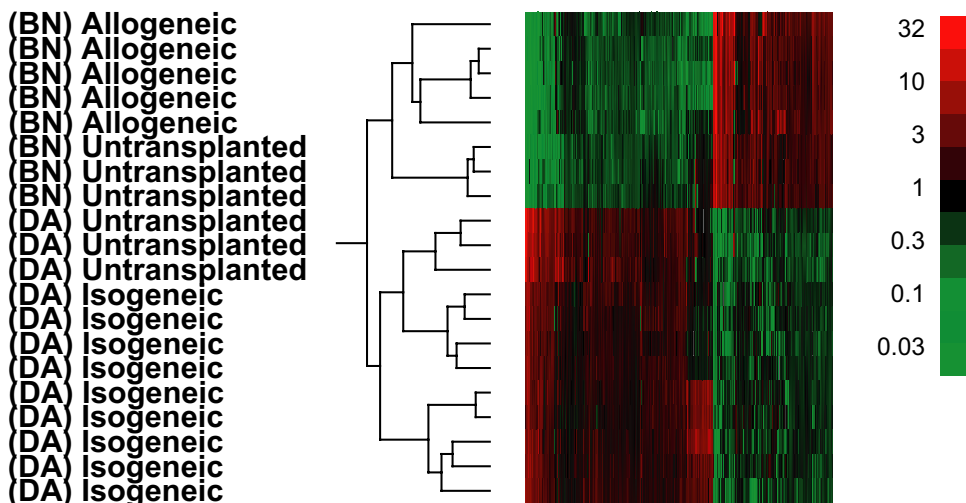 (BN) Allogeneic
(BN) Allogeneic
(BN) Allogeneic
(BN) Allogeneic
(BN) Allogeneic
(BN) Untransplanted
(BN) Untransplanted
(BN) Untransplanted
(DA) Untransplanted
(DA) Untransplanted
(DA) Untransplanted
(DA) Isogeneic
(DA) Isogeneic
(DA) Isogeneic
(DA) Isogeneic
(DA) Isogeneic
(DA) Isogeneic
(DA) Isogeneic
(DA) Isogeneic
(DA) Isogeneic
32
10
3
1
0.3
0.1
0.03